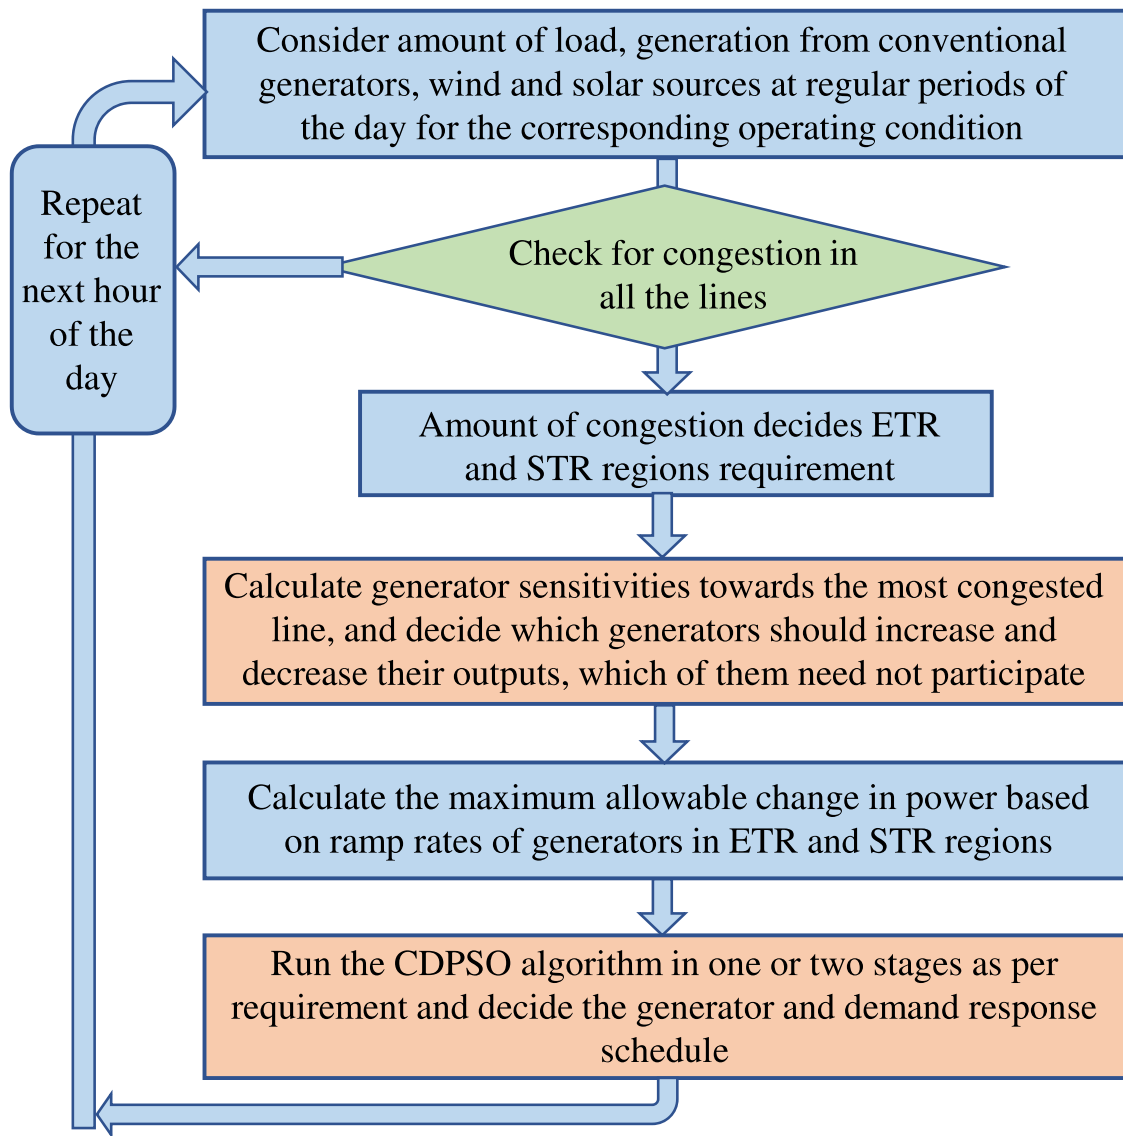 Consider amount of load, generation from conventional
generators, wind and solar sources at regular periods of
the day for the corresponding operating condition
Repeat
for the
next hour
of the
day
Check for congestion in
all the lines
Amount of congestion decides ETR
and STR regions requirement
Calculate generator sensitivities towards the most congested
line, and decide which generators should increase and
decrease their outputs, which of them need not participate
Calculate the maximum allowable change in power based
on ramp rates of generators in ETR and STR regions
Run the CDPSO algorithm in one or two stages as per
requirement and decide the generator and demand response
schedule